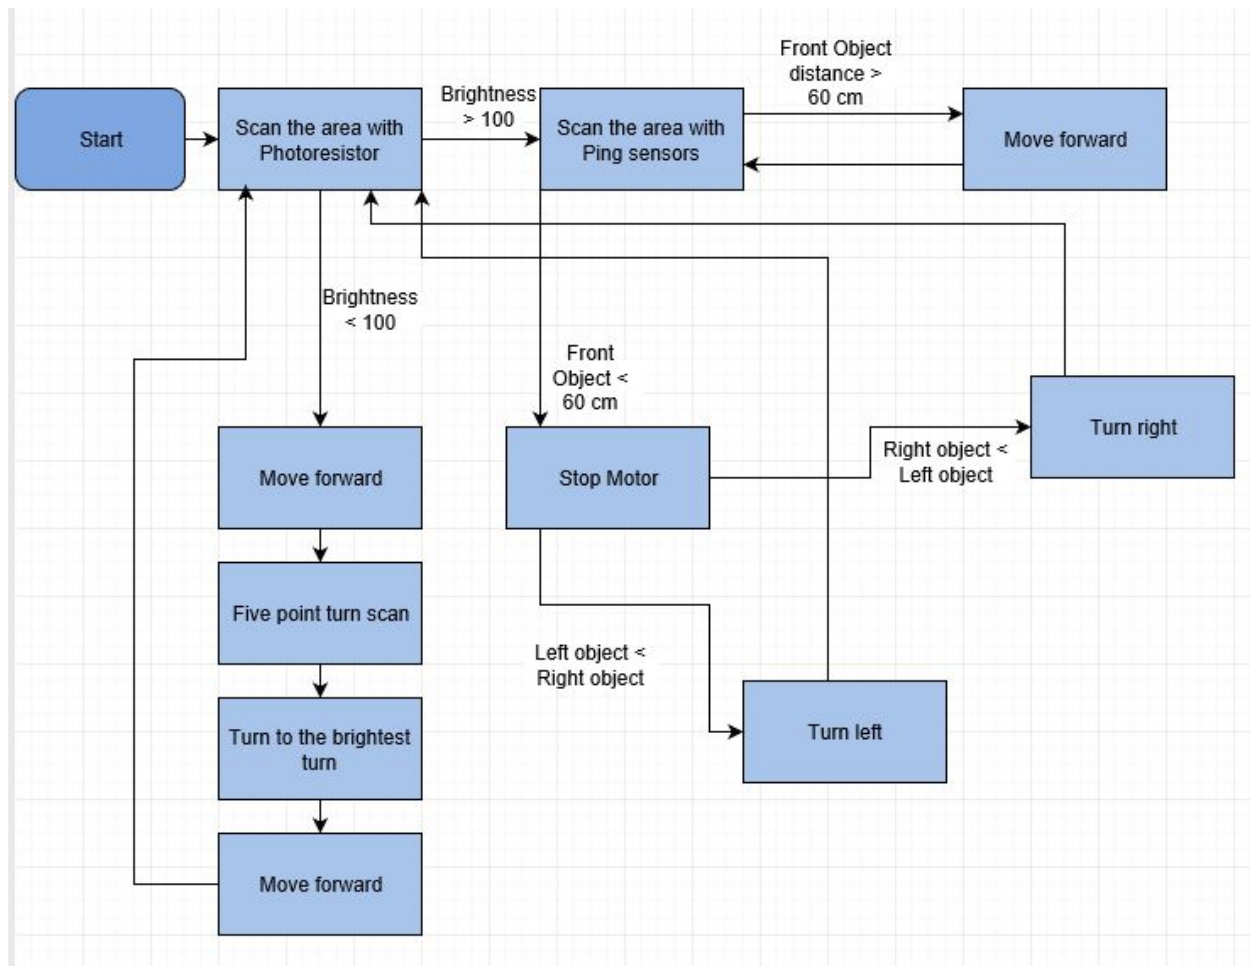 Start
Scan the area with
Photoresistor
Brightness
> 100
Scan the area with
Ping sensors
Front Object
distance >
60 cm
Move forward
Brightness
< 100
Front
Object <
60 cm
Move forward
Stop Motor
Right object <
Left object
Turn right
Five point turn scan
Left object <
Right object
Turn to the brightest
turn
Turn left
Move forward